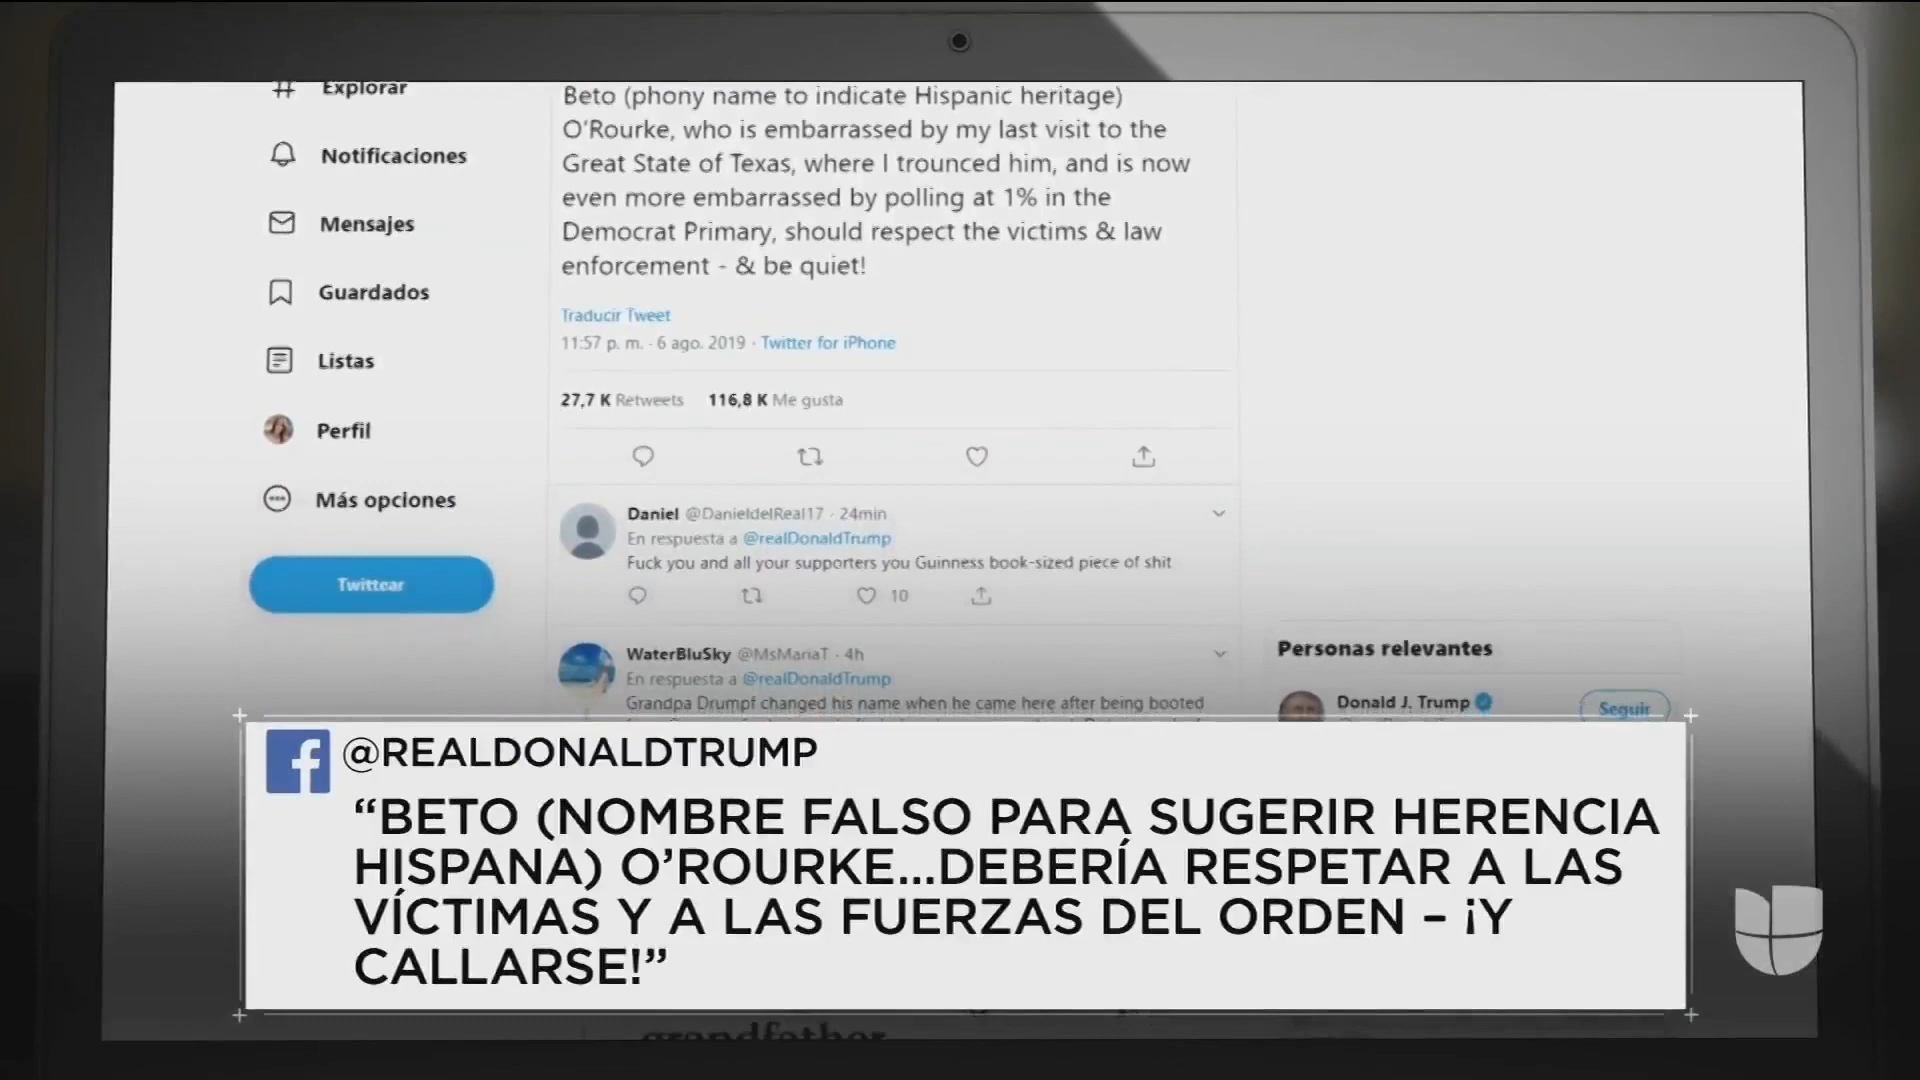 Explorar
Notificaciones
Mensajes
Guardados
Listas
Perfil
Más opciones
Twittear
Beto (phony name to indicate Hispanic heritage)
O'Rourke, who is embarrassed by my last visit to the
Great State of Texas, where I trounced him, and is now
even more embarrassed by polling at 1% in the
Democrat Primary, should respect the victims & law
enforcement - & be quiet!
Traducir Tweet
11:57 p. m. · 6 ago. 2019 · Twitter for iPhone
27,7 K Retweets 116,8 K Me gusta
Daniel @DanieldelReal17 · 24min
En respuesta a @realDonaldTrump
Fuck you and all your supporters you Guinness book-sized piece of shit
10
WaterBluSky @MsMariaT · 4h
En respuesta a @realDonaldTrump
Grandpa Drumpf changed his name when he came here after being booted
Personas relevantes
Donald J. Trump
Seguir
@REALDONALDTRUMP
“BETO (NOMBRE FALSO PARA SUGERIR HERENCIA
HISPANA) O’ROURKE...DEBERÍA RESPETAR A LAS
VÍCTIMAS Y A LAS FUERZAS DEL ORDEN – ¡Y
CALLARSE!”
grandfather